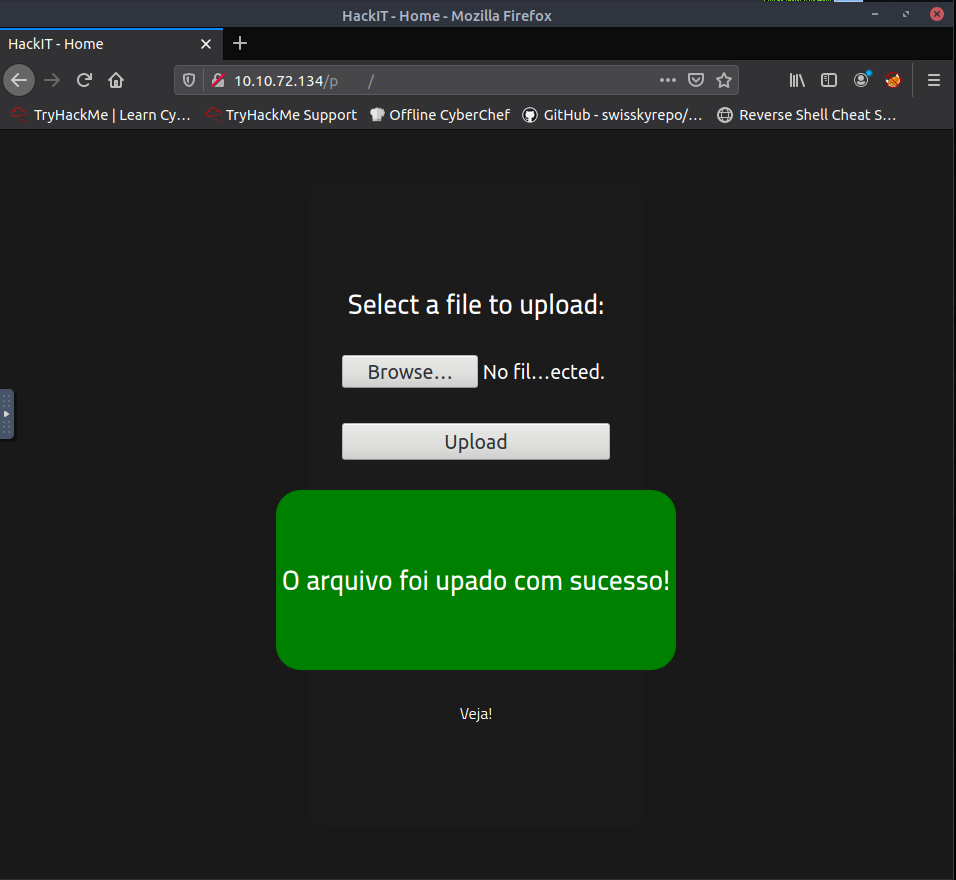 HackIT - Home - Mozilla Firefox
HackIT - Home
10.10.72.134/p /
TryHackMe | Learn Cy… TryHackMe Support Offline CyberChef GitHub - swisskyrepo/… Reverse Shell Cheat S…
Select a file to upload:
Browse… No fil…ected.
Upload
O arquivo foi upado com sucesso!
Veja!